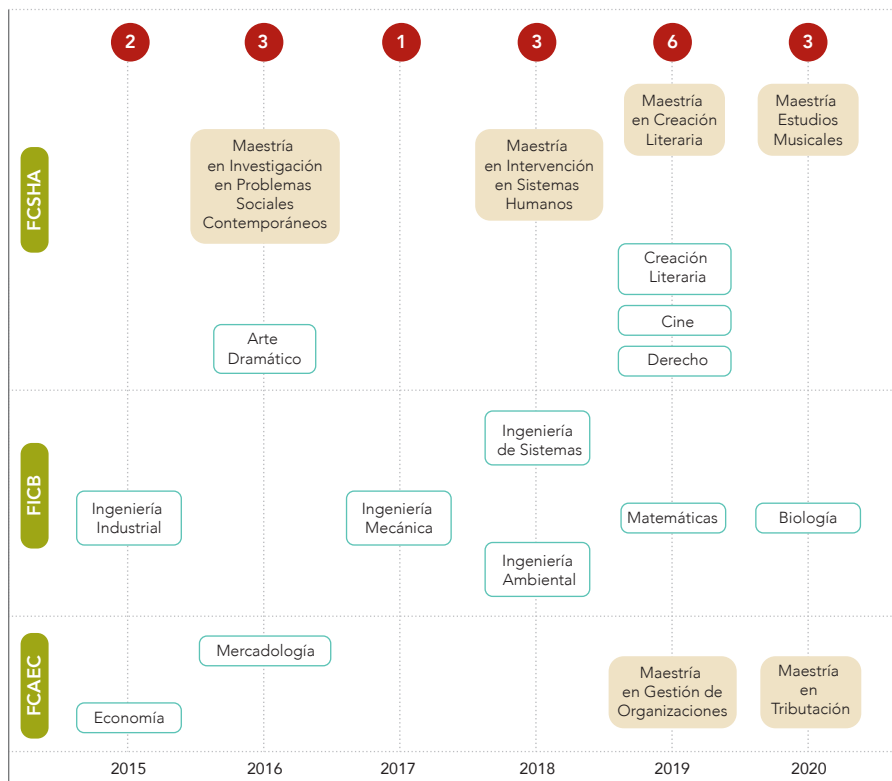 2
3
1
3
6
3
FCSHA
Maestría
en Investigación
en Problemas
Sociales
Contemporáneos
Maestría
en Intervención
en Sistemas
Humanos
Maestría
en Creación
Literaria
Maestría
Estudios
Musicales
Arte
Dramático
Creación
Literaria
Cine
Derecho
FICB
Ingeniería
Industrial
Ingeniería
Mecánica
Ingeniería
de Sistemas
Ingeniería
Ambiental
Matemáticas
Biología
FCAEC
Economía
Mercadología
Maestría
en Gestión de
Organizaciones
Maestría
en
Tributación
2015
2016
2017
2018
2019
2020